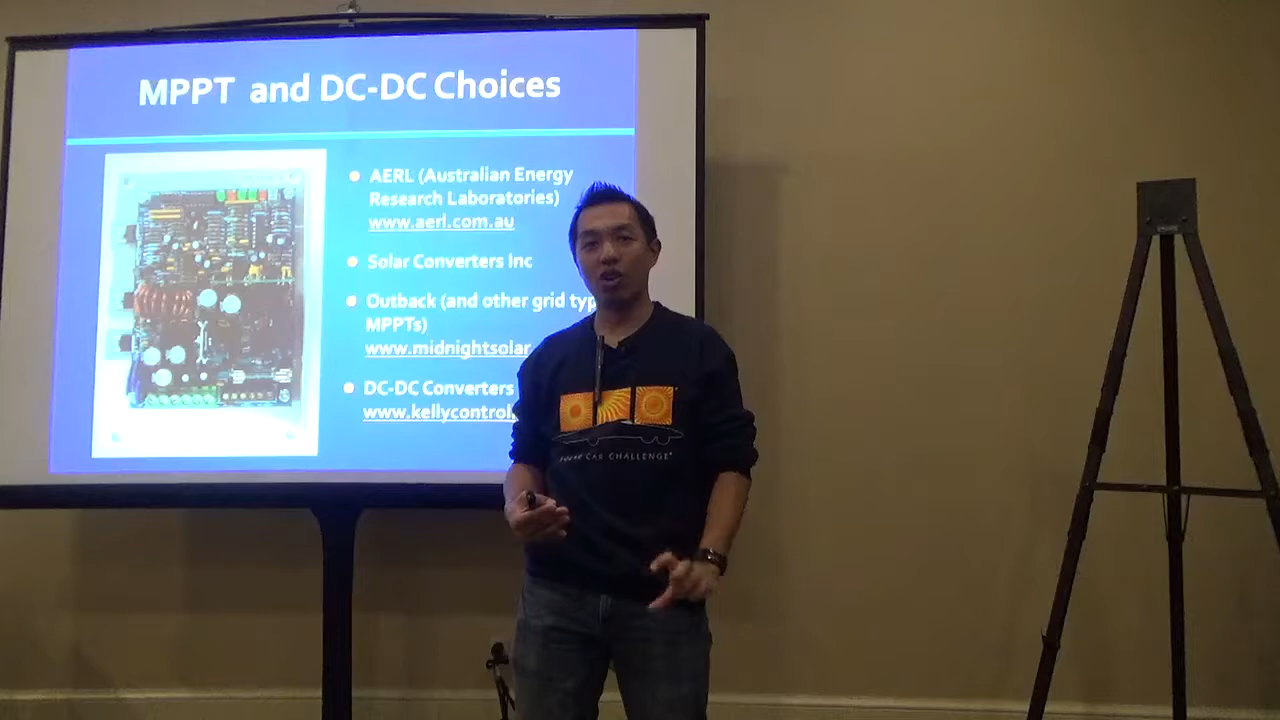 MPPT and DC-DC Choices
AERL (Australian Energy
Research Laboratories)
www.aerl.com.au
Solar Converters Inc
Outback (and other grid typ
MPPTs)
www.midnightsolar
DC-DC Converters
www.kellycontrol
CAR CHALLENGE